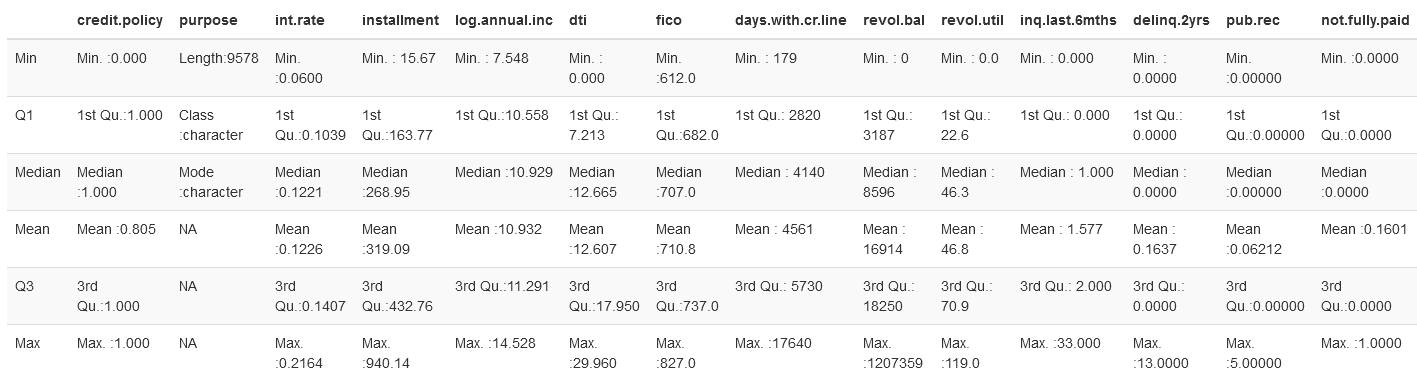 credit.policy purpose int.rate installment log.annual.inc dti fico days.with.cr.line revol.bal revol.util inq.last.6mths delinq.2yrs pub.rec not.fully.paid
Min Min. :0.000 Length:9578 Min. Min. : 15.67 Min. : 7.548 Min. : Min. Min. : 179 Min. : 0 Min. : 0.0 Min. : 0.000 Min. : Min. Min. :0.0000
:0.0600 0.000 :612.0 0.0000 :0.00000
Q1 1st Qu.:1.000 Class 1st 1st 1st Qu.:10.558 1st Qu.: 1st 1st Qu.: 2820 1st Qu.: 1st Qu.: 1st Qu.: 0.000 1st Qu.: 1st 1st
:character Qu.:0.1039 Qu.:163.77 7.213 Qu.:682.0 3187 22.6 0.0000 Qu.:0.00000 Qu.:0.0000
Median Median Mode Median Median Median :10.929 Median Median Median : 4140 Median : Median : Median : 1.000 Median : Median Median
:1.000 :character :0.1221 :268.95 :12.665 :707.0 8596 46.3 0.0000 :0.00000 :0.0000
Mean Mean :0.805 NA Mean Mean Mean :10.932 Mean Mean Mean : 4561 Mean : Mean : Mean : 1.577 Mean : Mean Mean :0.1601
:0.1226 :319.09 :12.607 :710.8 16914 46.8 0.1637 :0.06212
Q3 3rd NA 3rd 3rd 3rd Qu.:11.291 3rd 3rd 3rd Qu.: 5730 3rd Qu.: 3rd Qu.: 3rd Qu.: 2.000 3rd Qu.: 3rd 3rd
Qu.:1.000 Qu.:0.1407 Qu.:432.76 Qu.:17.950 Qu.:737.0 18250 70.9 0.0000 Qu.:0.00000 Qu.:0.0000
Max Max. :1.000 NA Max. Max. Max. :14.528 Max. Max. Max. :17640 Max. Max. Max. :33.000 Max. Max. Max. :1.0000
:0.2164 :940.14 :29.960 :827.0 :1207359 :119.0 :13.0000 :5.00000